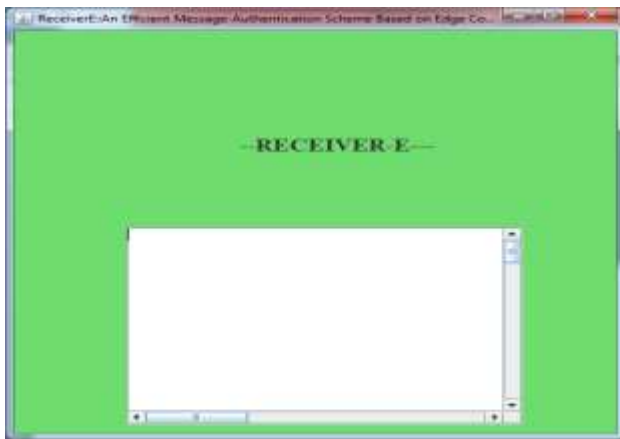 ReceiverE:An Efficient Message Authentication Scheme Based on Edge Co...
--RECEIVER-E---